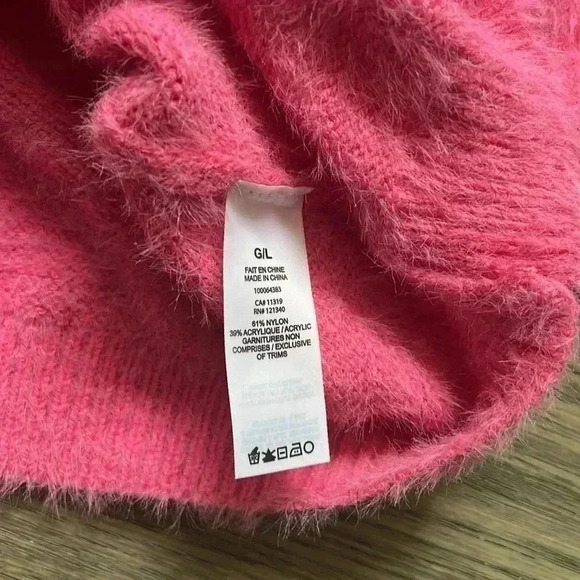 G/L
FAIT EN CHINE
MADE IN CHINA
100064383
CA# 11319
RN# 121340
61% NYLON
39% ACRYLIQUE / ACRYLIC
GARNITURES NON
COMPRISES / EXCLUSIVE
OF TRIMS